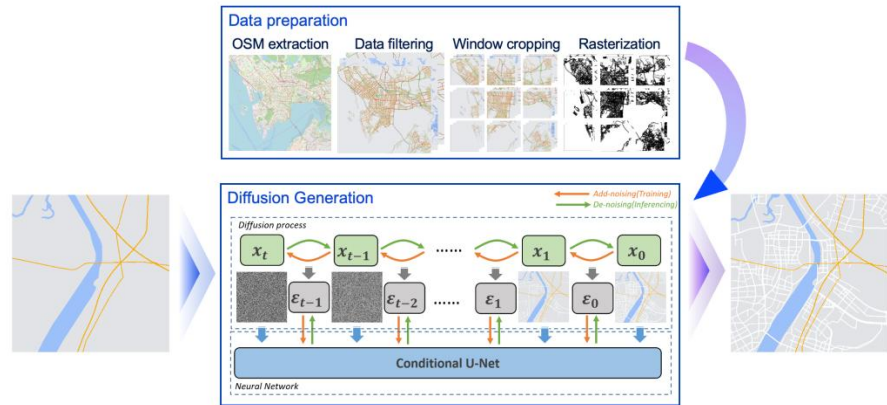 Data preparation
OSM extraction Data filtering Window cropping Rasterization
Diffusion Generation
Add-noising(Training)
De-noising(Inferencing)
Diffusion process
x_t x_{t-1} ...... x_1 x_0
ε_{t-1} ε_{t-2} ...... ε_1 ε_0
Conditional U-Net
Neural Network